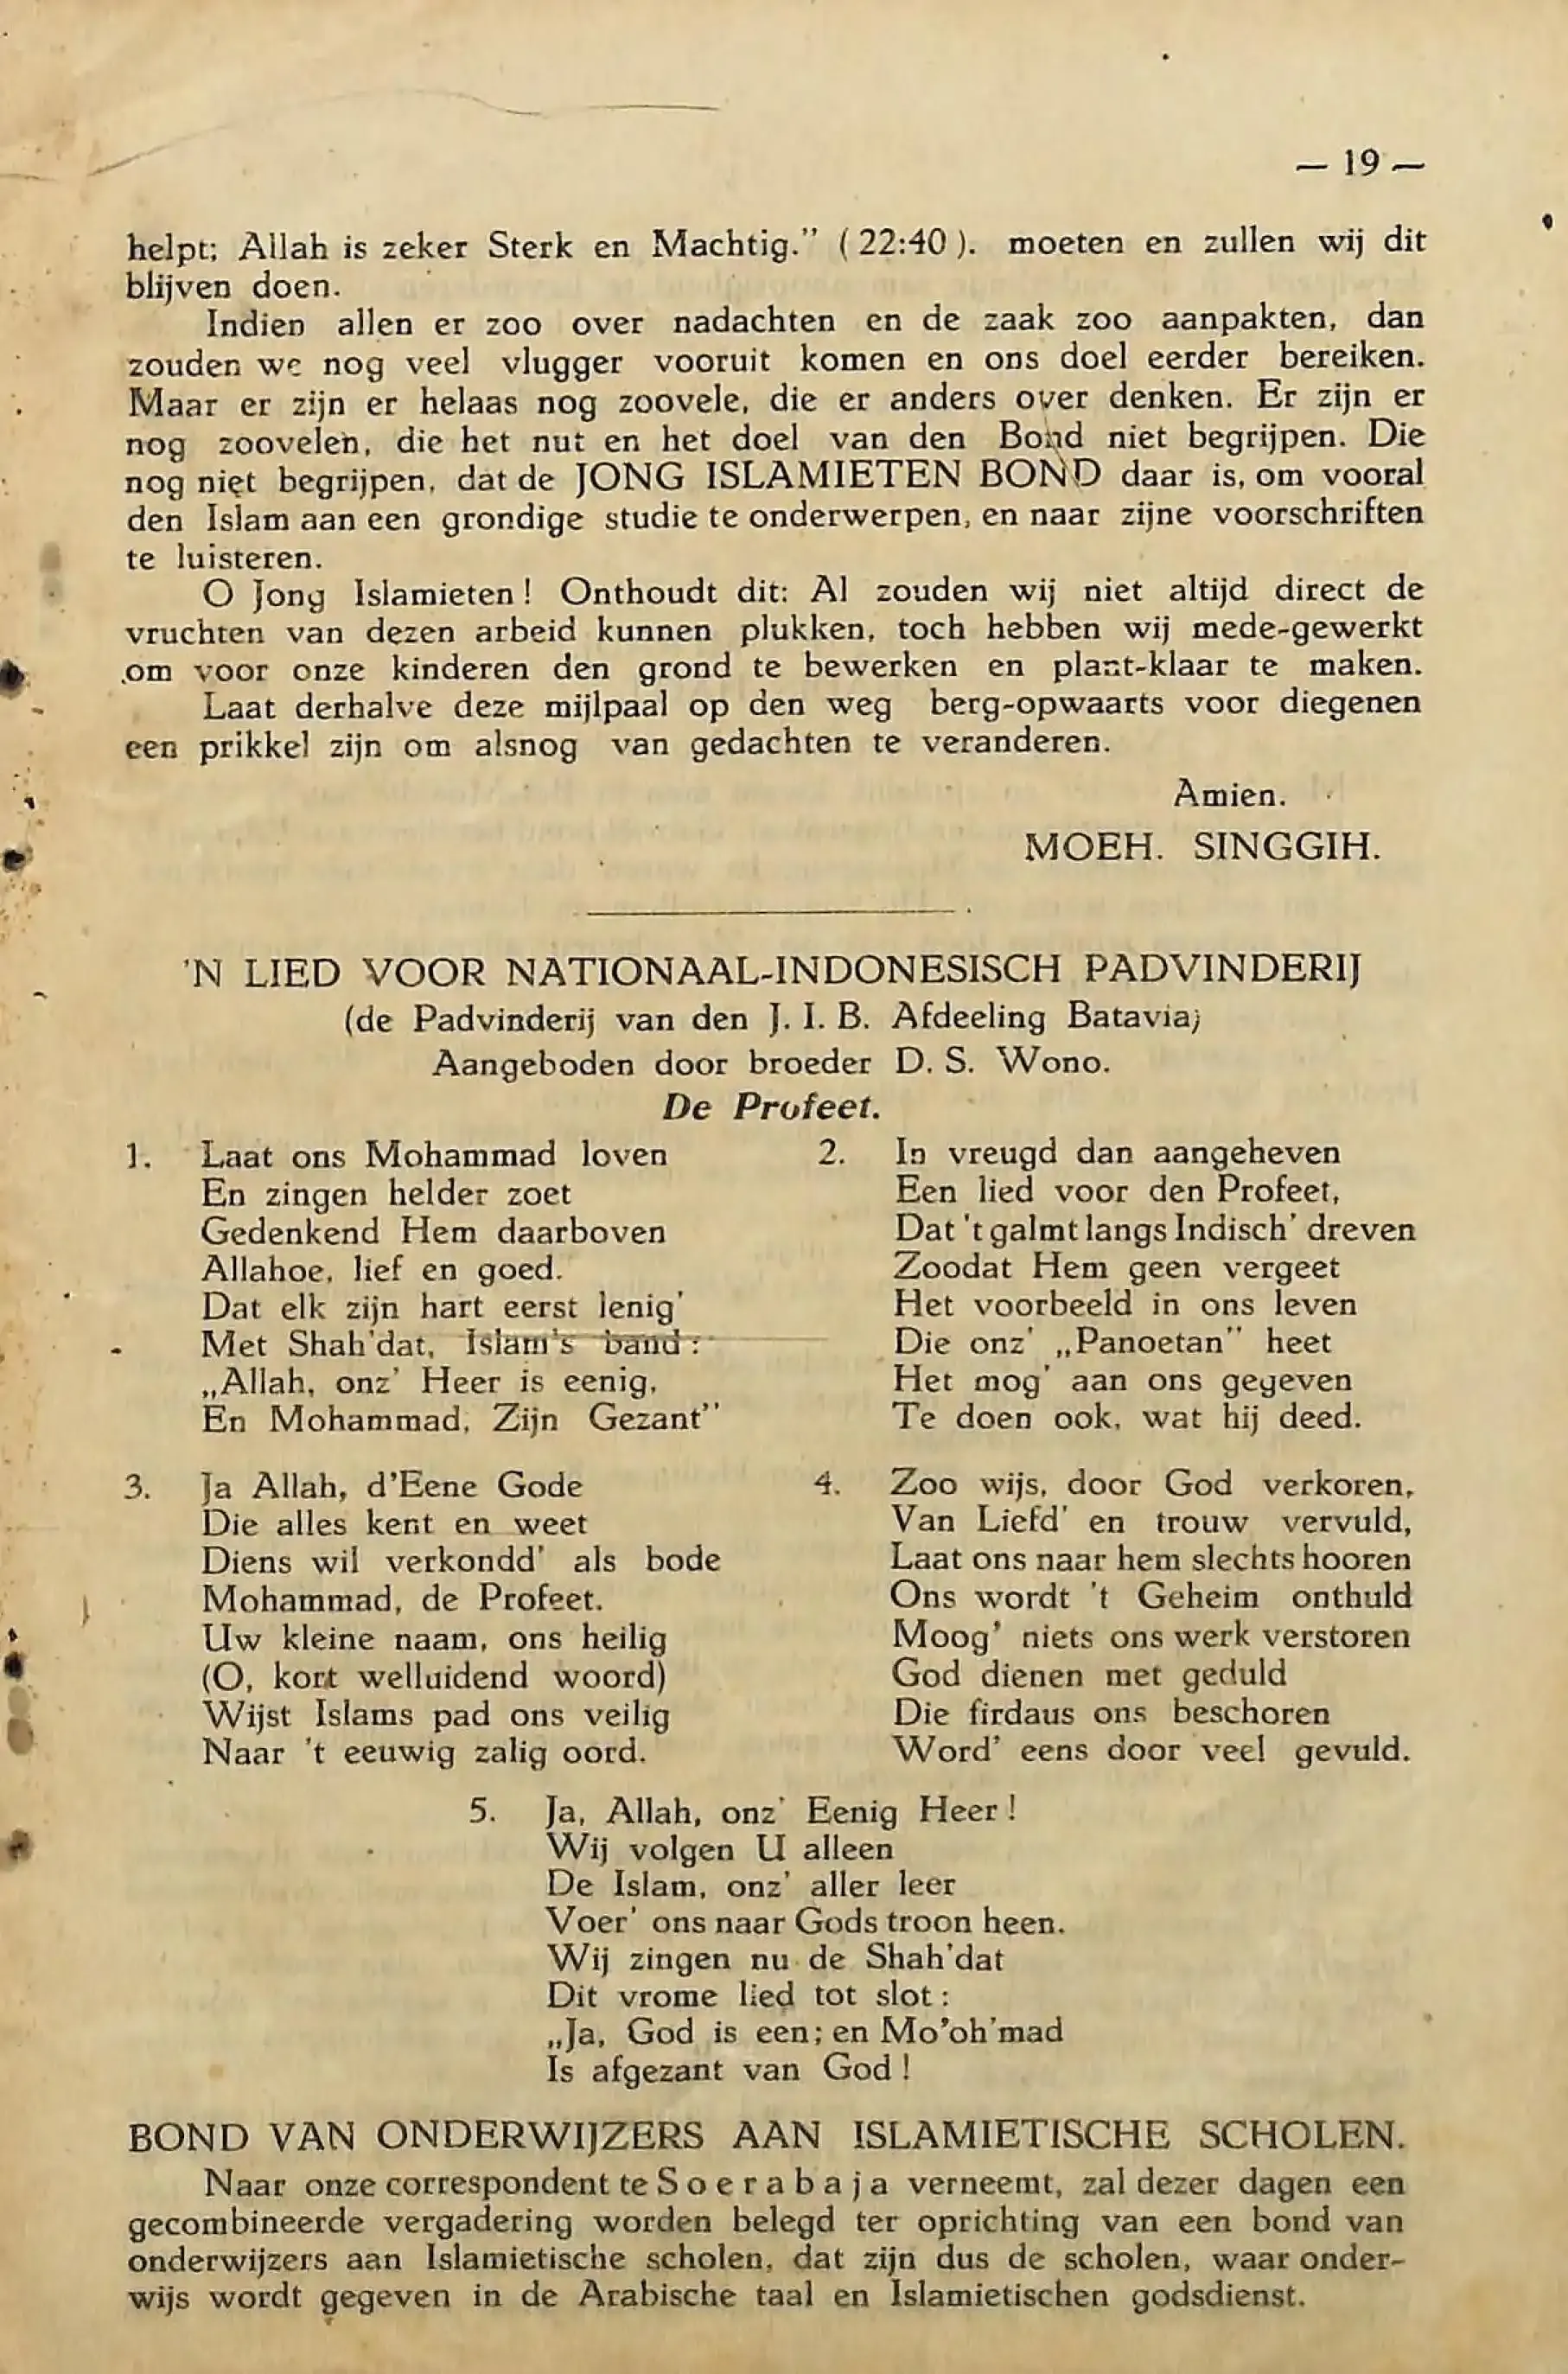 — 19 —
helpt; Allah is zeker Sterk en Machtig.” ( 22:40 ). moeten en zullen wij dit
blijven doen.
Indien allen er zoo over nadachten en de zaak zoo aanpakten, dan
zouden we nog veel vlugger vooruit komen en ons doel eerder bereiken.
Maar er zijn er helaas nog zoovele, die er anders over denken. Er zijn er
nog zoovelen, die het nut en het doel van den Bond niet begrijpen. Die
nog niet begrijpen, dat de JONG ISLAMIETEN BOND daar is, om vooral
den Islam aan een grondige studie te onderwerpen, en naar zijne voorschriften
te luisteren.
O Jong Islamieten ! Onthoudt dit: Al zouden wij niet altijd direct de
vruchten van dezen arbeid kunnen plukken, toch hebben wij mede-gewerkt
om voor onze kinderen den grond te bewerken en plant-klaar te maken.
Laat derhalve deze mijlpaal op den weg berg-opwaarts voor diegenen
een prikkel zijn om alsnog van gedachten te veranderen.
Amien.
MOEH. SINGGIH.
'N LIED VOOR NATIONAAL-INDONESISCH PADVINDERIJ
(de Padvinderij van den J. I. B. Afdeeling Batavia)
Aangeboden door broeder D. S. Wono.
De Profeet.
1. Laat ons Mohammad loven
En zingen helder zoet
Gedenkend Hem daarboven
Allahoe, lief en goed.
Dat elk zijn hart eerst lenig'
Met Shah'dat, Islam's band :
„Allah, onz' Heer is eenig,
En Mohammad, Zijn Gezant”
2. In vreugd dan aangeheven
Een lied voor den Profeet,
Dat 't galmt langs Indisch' dreven
Zoodat Hem geen vergeet
Het voorbeeld in ons leven
Die onz' „Panoetan” heet
Het mog' aan ons gegeven
Te doen ook, wat hij deed.
3. Ja Allah, d'Eene Gode
Die alles kent en weet
Diens wil verkondd' als bode
Mohammad, de Profeet.
Uw kleine naam, ons heilig
(O, kort welluidend woord)
Wijst Islams pad ons veilig
Naar 't eeuwig zalig oord.
4. Zoo wijs, door God verkoren,
Van Liefd' en trouw vervuld,
Laat ons naar hem slechts hooren
Ons wordt 't Geheim onthuld
Moog' niets ons werk verstoren
God dienen met geduld
Die firdaus ons beschoren
Word' eens door veel gevuld.
5. Ja, Allah, onz' Eenig Heer !
Wij volgen U alleen
De Islam, onz' aller leer
Voer' ons naar Gods troon heen.
Wij zingen nu de Shah'dat
Dit vrome lied tot slot :
„Ja, God is een; en Mo'oh'mad
Is afgezant van God !
BOND VAN ONDERWIJZERS AAN ISLAMIETISCHE SCHOLEN.
Naar onze correspondent te S o e r a b a j a verneemt, zal dezer dagen een
gecombineerde vergadering worden belegd ter oprichting van een bond van
onderwijzers aan Islamietische scholen, dat zijn dus de scholen, waar onder-
wijs wordt gegeven in de Arabische taal en Islamietischen godsdienst.